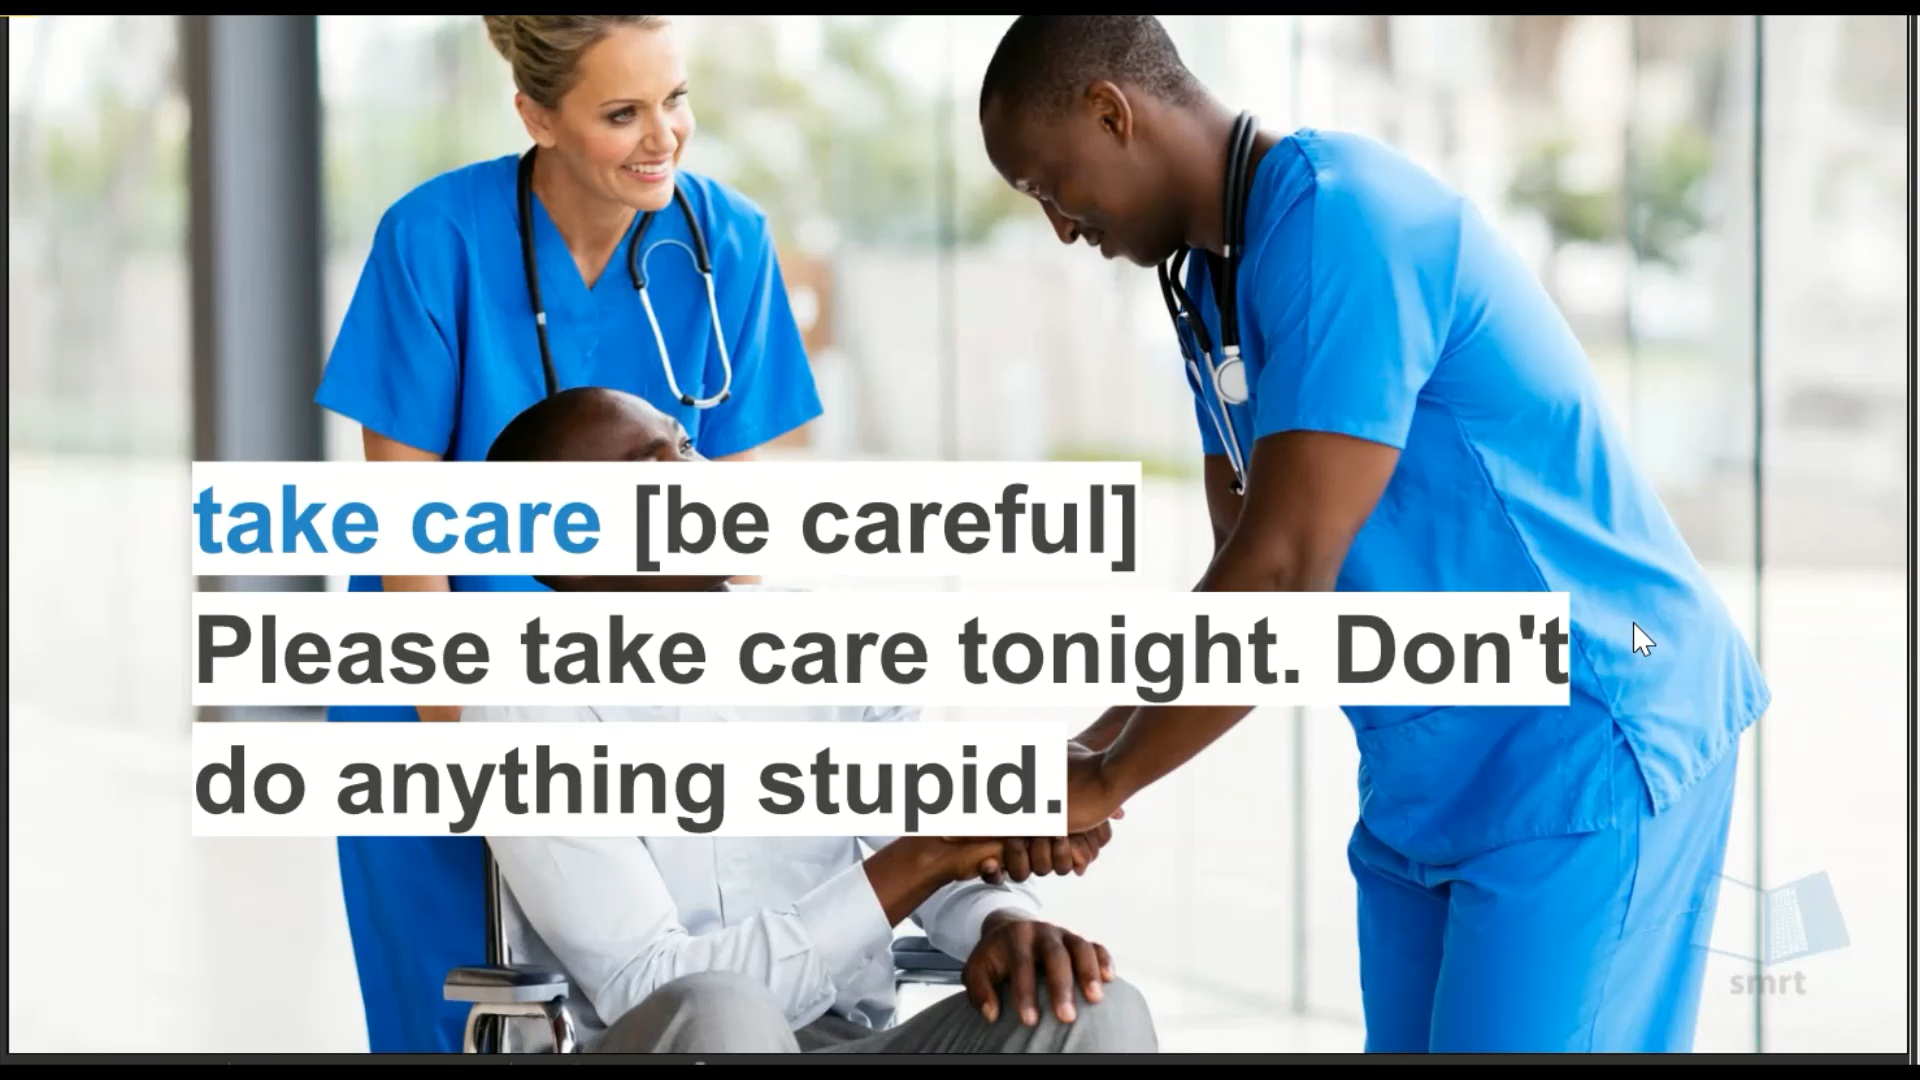 take care [be careful]
Please take care tonight. Don't
do anything stupid.
smrt